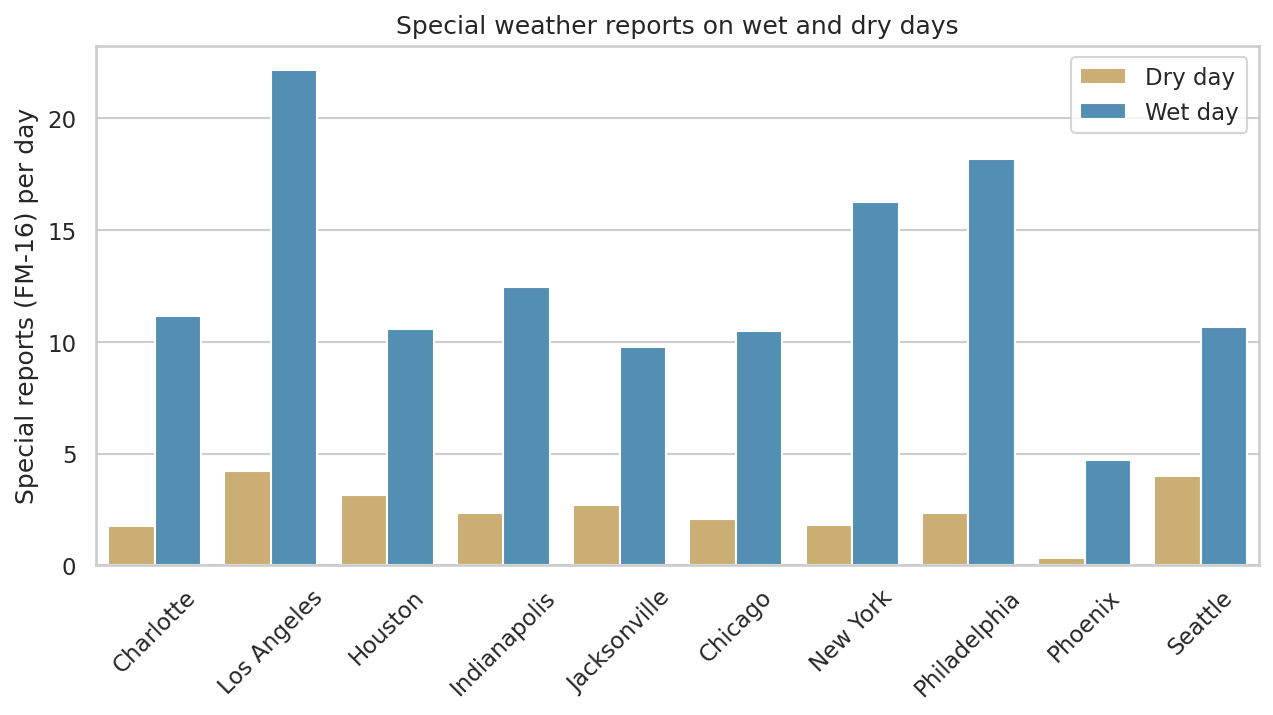 Special weather reports on wet and dry days
Special reports (FM-16) per day
20
15
10
5
0
Dry day
Wet day
Charlotte
Los Angeles
Houston
Indianapolis
Jacksonville
Chicago
New York
Philadelphia
Phoenix
Seattle